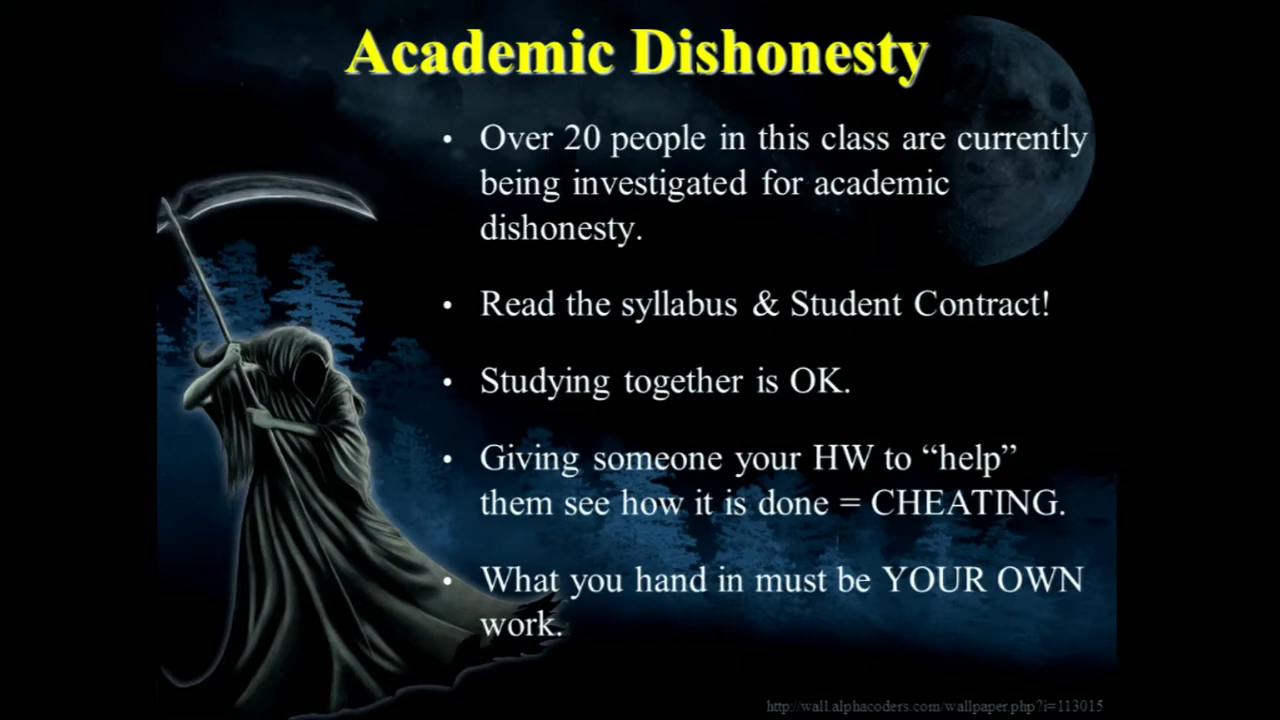 Academic Dishonesty
• Over 20 people in this class are currently
being investigated for academic
dishonesty.
• Read the syllabus & Student Contract!
• Studying together is OK.
• Giving someone your HW to “help”
them see how it is done = CHEATING.
• What you hand in must be YOUR OWN
work.
http://wall.alphacoders.com/wallpaper.php?i=113015